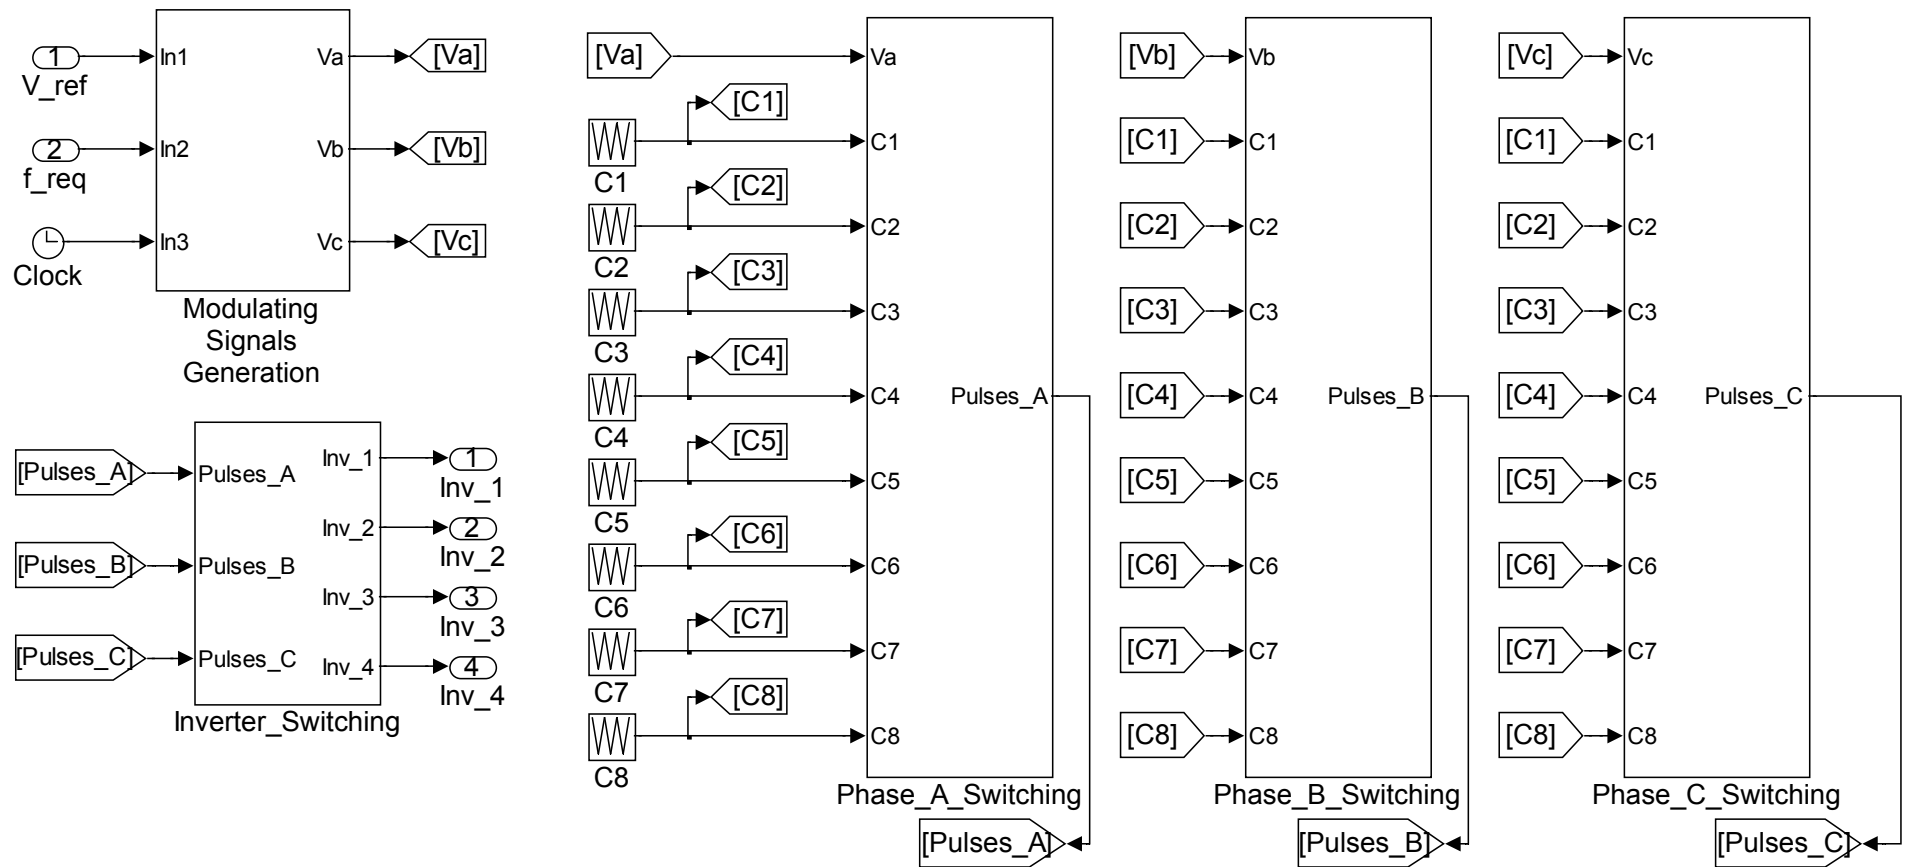 1
V_ref
2
f_req
Clock
In1
In2
In3
Va
Vb
Vc
[Va]
[Vb]
[Vc]
Modulating
Signals
Generation
[Pulses_A]
[Pulses_B]
[Pulses_C]
Pulses_A
Pulses_B
Pulses_C
Inv_1
Inv_2
Inv_3
Inv_4
1
Inv_1
2
Inv_2
3
Inv_3
4
Inv_4
Inverter_Switching
[Va]
[C1]
C1
[C2]
C2
[C3]
C3
[C4]
C4
[C5]
C5
[C6]
C6
[C7]
C7
[C8]
C8
Va
C1
C2
C3
C4
C5
C6
C7
C8
Pulses_A
Phase_A_Switching
[Pulses_A]
[Vb]
[C1]
[C2]
[C3]
[C4]
[C5]
[C6]
[C7]
[C8]
Vb
C1
C2
C3
C4
C5
C6
C7
C8
Pulses_B
Phase_B_Switching
[Pulses_B]
[Vc]
[C1]
[C2]
[C3]
[C4]
[C5]
[C6]
[C7]
[C8]
Vc
C1
C2
C3
C4
C5
C6
C7
C8
Pulses_C
Phase_C_Switching
[Pulses_C]